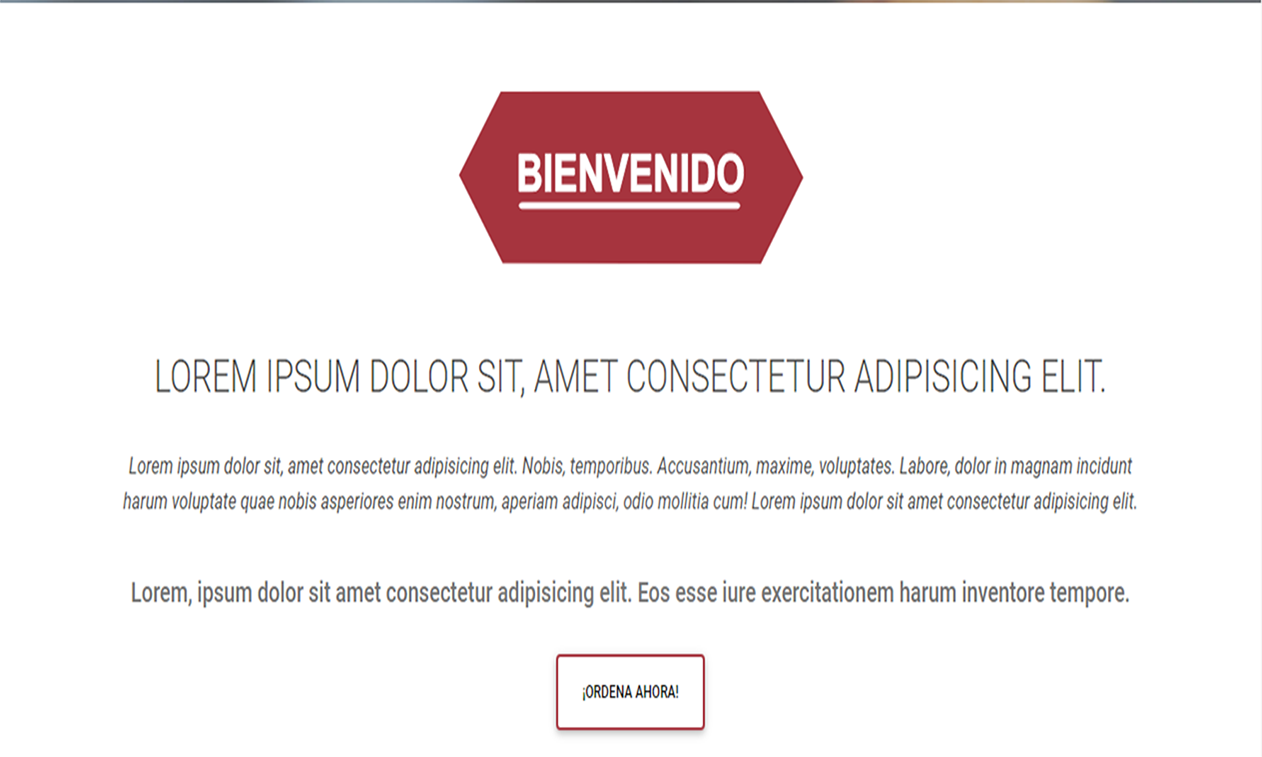 BIENVENIDO
LOREM IPSUM DOLOR SIT, AMET CONSECTETUR ADIPISICING ELIT.
Lorem ipsum dolor sit, amet consectetur adipisicing elit. Nobis, temporibus. Accusantium, maxime, voluptates. Labore, dolor in magnam incidunt
harum voluptate quae nobis asperiores enim nostrum, aperiam adipisci, odio mollitia cum! Lorem ipsum dolor sit amet consectetur adipisicing elit.
Lorem, ipsum dolor sit amet consectetur adipisicing elit. Eos esse iure exercitationem harum inventore tempore.
¡ORDENA AHORA!